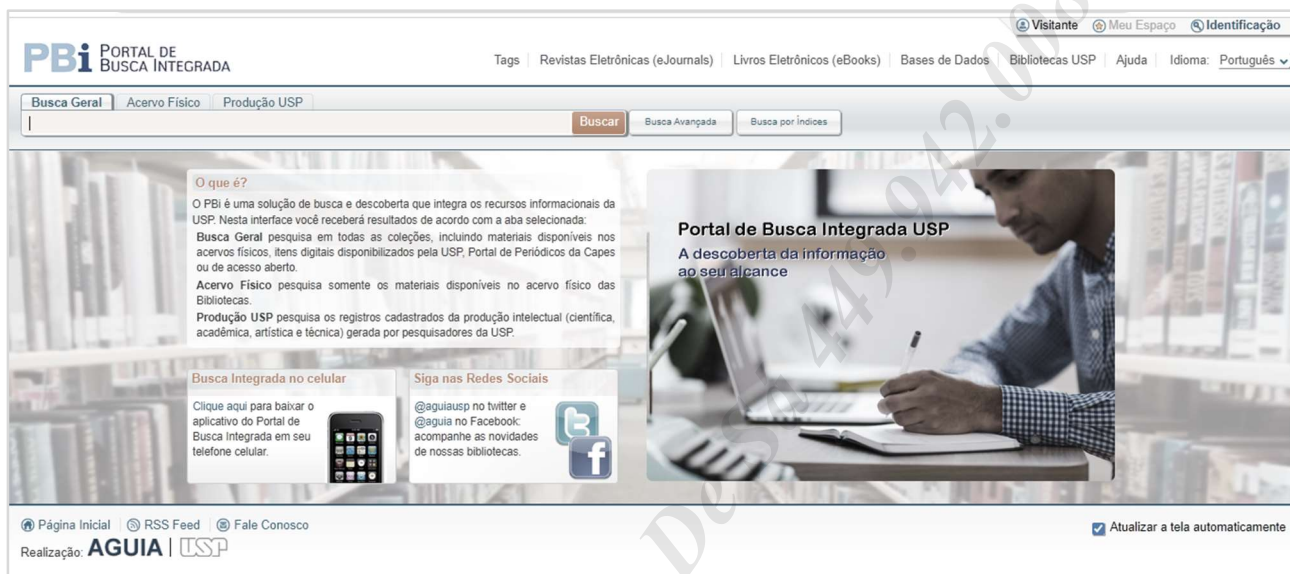 Visitante Meu Espaço Identificação
PBi PORTAL DE
BUSCA INTEGRADA
Tags Revistas Eletrônicas (eJournals) Livros Eletrônicos (eBooks) Bases de Dados Bibliotecas USP Ajuda Idioma: Português
Busca Geral Acervo Físico Produção USP
Buscar Busca Avançada Busca por Índices
O que é?
O PBi é uma solução de busca e descoberta que integra os recursos informacionais da
USP. Nesta interface você receberá resultados de acordo com a aba selecionada:
Busca Geral pesquisa em todas as coleções, incluindo materiais disponíveis nos
acervos físicos, itens digitais disponibilizados pela USP, Portal de Periódicos da Capes
ou de acesso aberto.
Acervo Físico pesquisa somente os materiais disponíveis no acervo físico das
Bibliotecas.
Produção USP pesquisa os registros cadastrados da produção intelectual (científica,
acadêmica, artística e técnica) gerada por pesquisadores da USP.
Portal de Busca Integrada USP
A descoberta da informação
ao seu alcance
Busca Integrada no celular
Clique aqui para baixar o
aplicativo do Portal de
Busca Integrada em seu
telefone celular.
Siga nas Redes Sociais
@aguiausp no twitter e
@aguia no Facebook:
acompanhe as novidades
de nossas bibliotecas.
Página Inicial RSS Feed Fale Conosco
Atualizar a tela automaticamente
Realização: AGUIA | USP